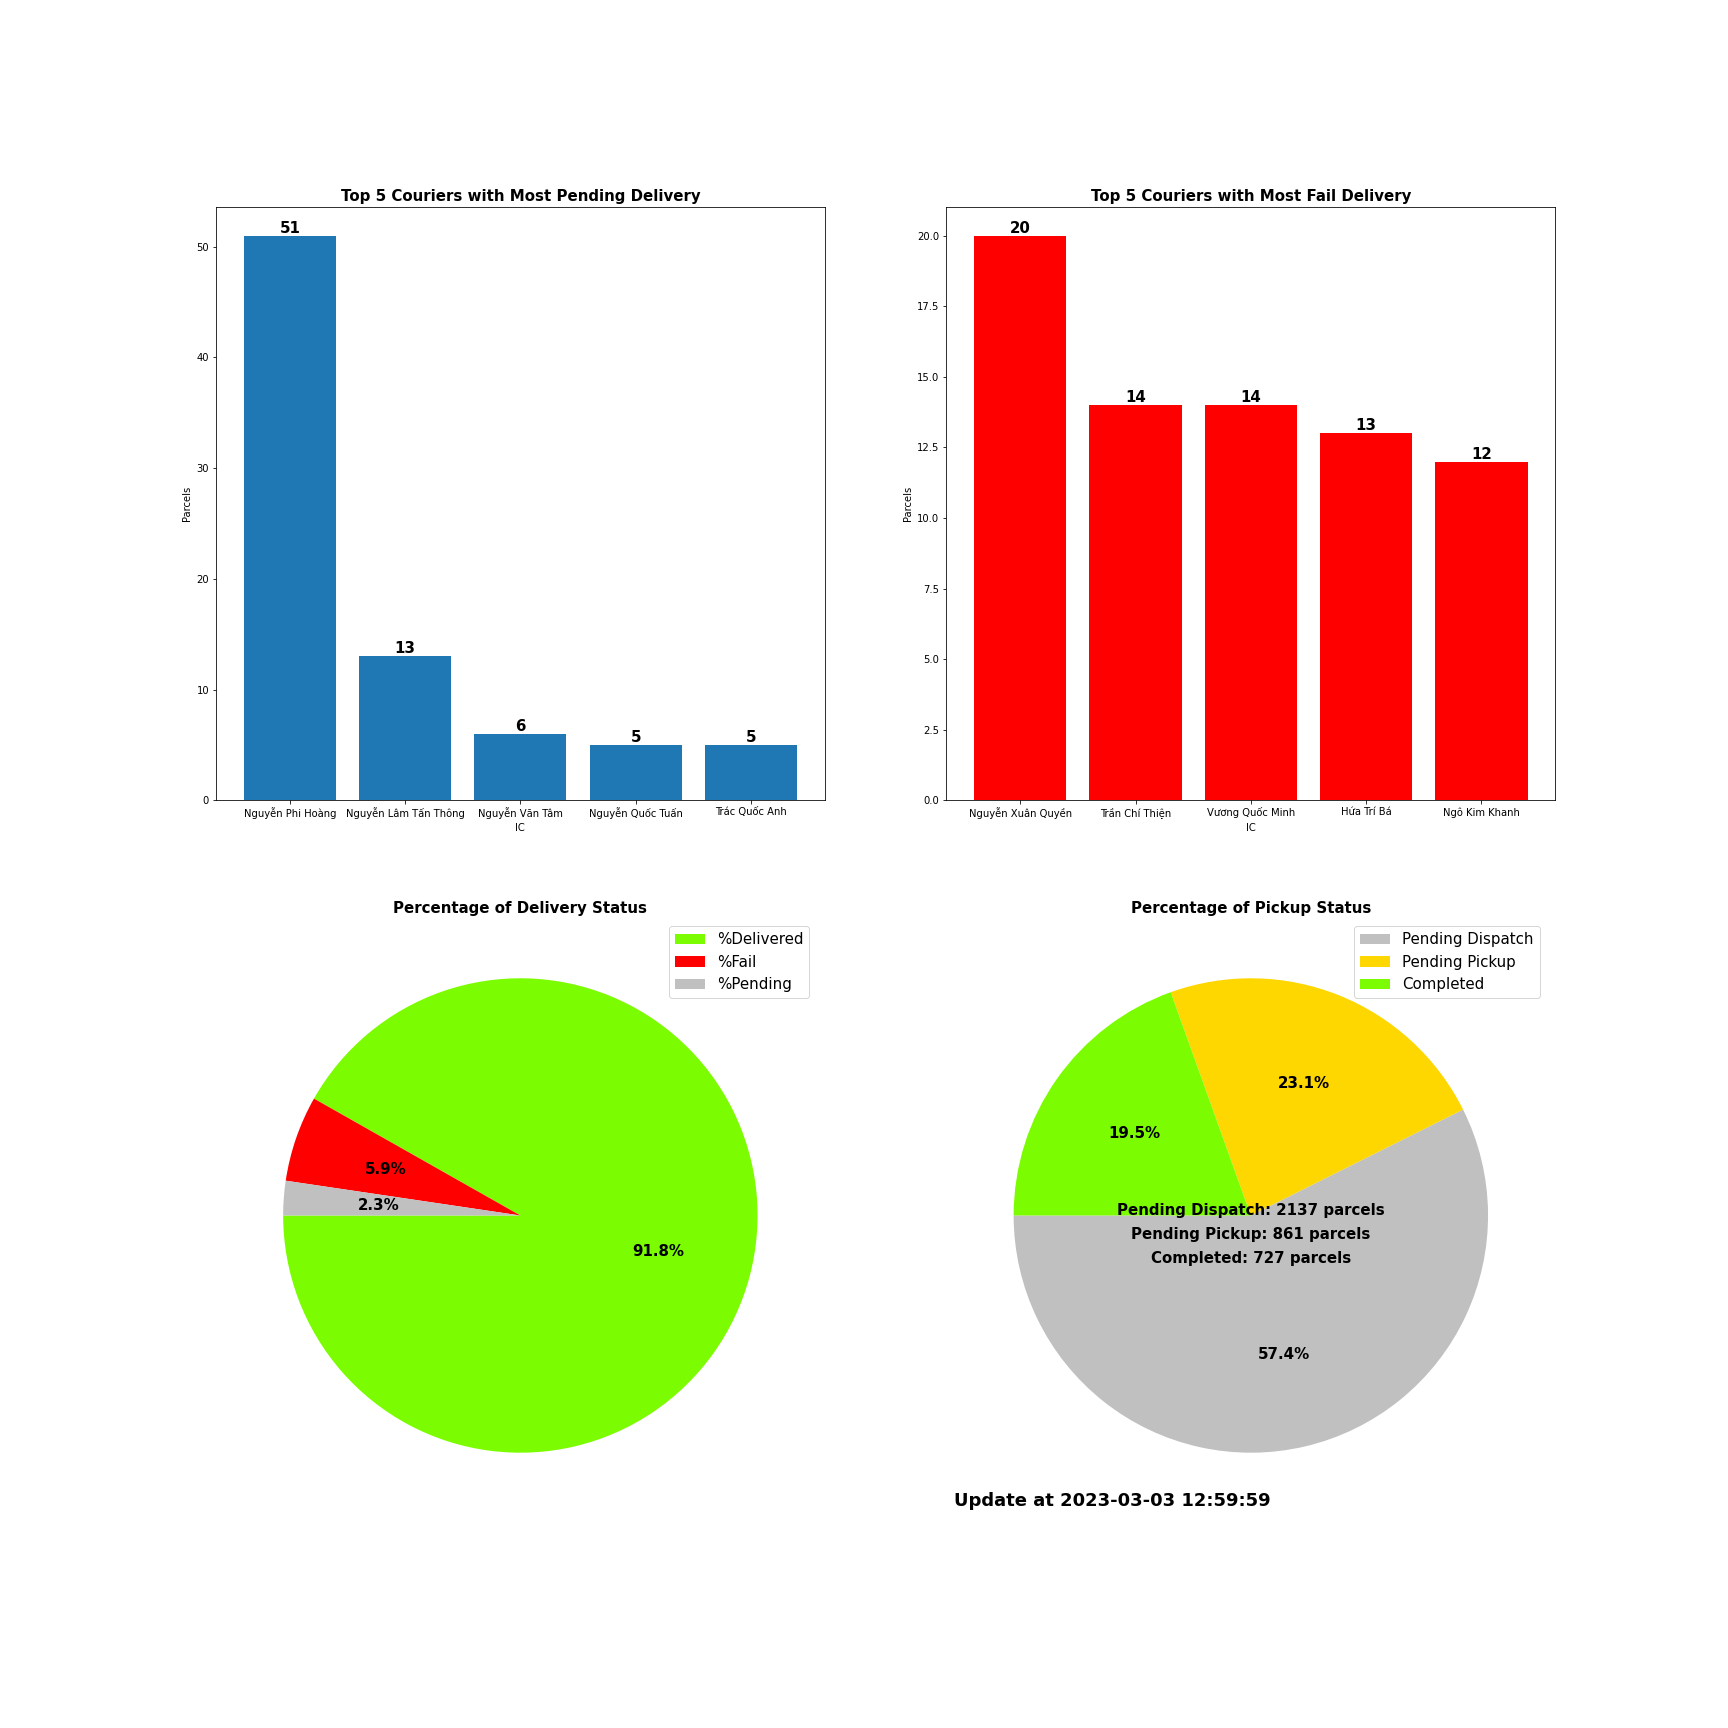 Top 5 Couriers with Most Pending Delivery
51
50
40
30
20
10
0
Parcels
13
6
5
5
Nguyễn Phi Hoàng
Nguyễn Lâm Tấn Thông
Nguyễn Văn Tâm
Nguyễn Quốc Tuấn
Trác Quốc Anh
IC
Top 5 Couriers with Most Fail Delivery
20
20.0
17.5
15.0
12.5
10.0
7.5
5.0
2.5
0.0
Parcels
14
14
13
12
Nguyễn Xuân Quyền
Trần Chí Thiện
Vương Quốc Minh
Hứa Trí Bá
Ngô Kim Khanh
IC
Percentage of Delivery Status
%Delivered
%Fail
%Pending
5.9%
2.3%
91.8%
Percentage of Pickup Status
Pending Dispatch
Pending Pickup
Completed
23.1%
19.5%
Pending Dispatch: 2137 parcels
Pending Pickup: 861 parcels
Completed: 727 parcels
57.4%
Update at 2023-03-03 12:59:59